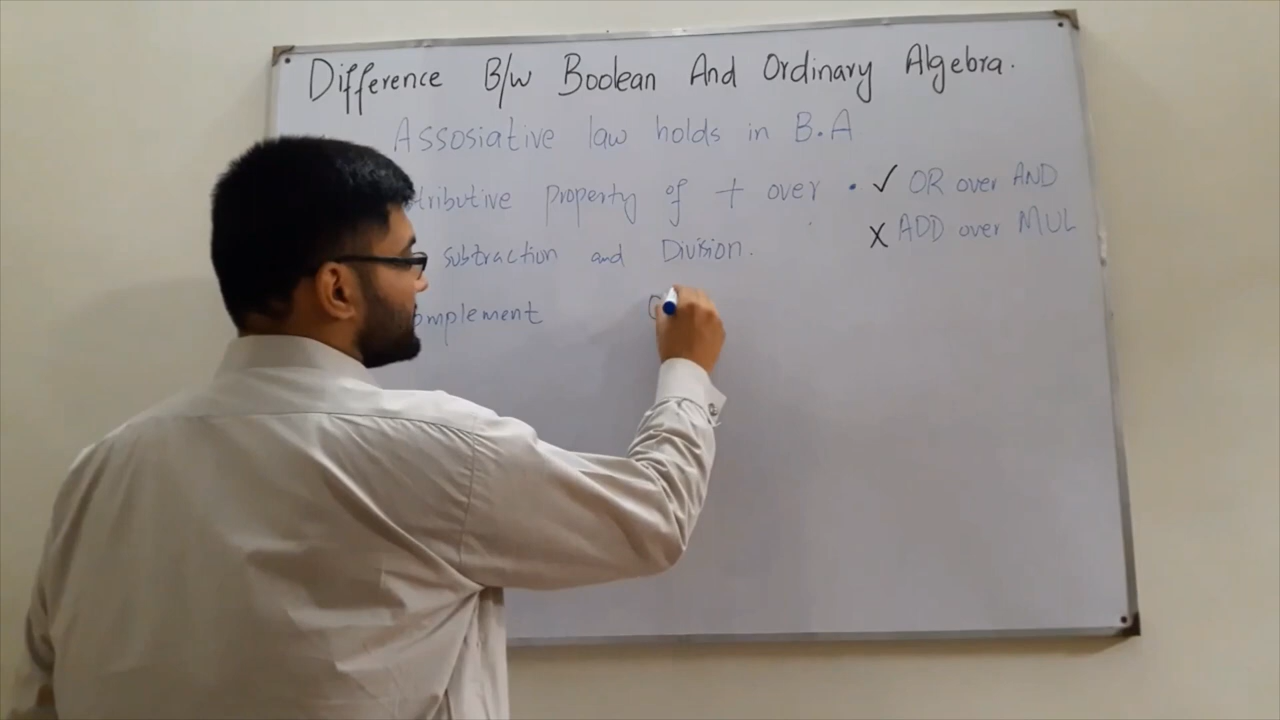 Difference B/w Boolean And Ordinary Algebra.
Assosiative law holds in B.A
tributive property of + over • ✓ OR over AND
X ADD over MUL
subtraction and Division.
omplement